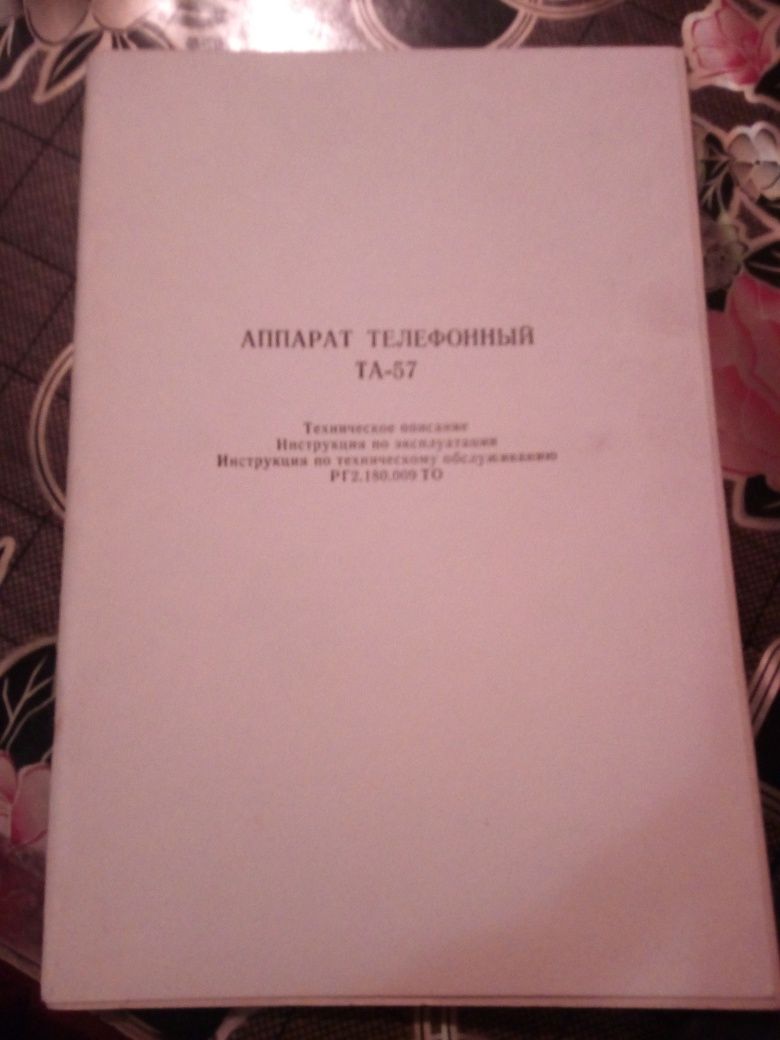 АППАРАТ ТЕЛЕФОННЫЙ
ТА-57
Техническое описание
Инструкция по эксплуатации
Инструкция по техническому обслуживанию
РГ2.180.009 ТО